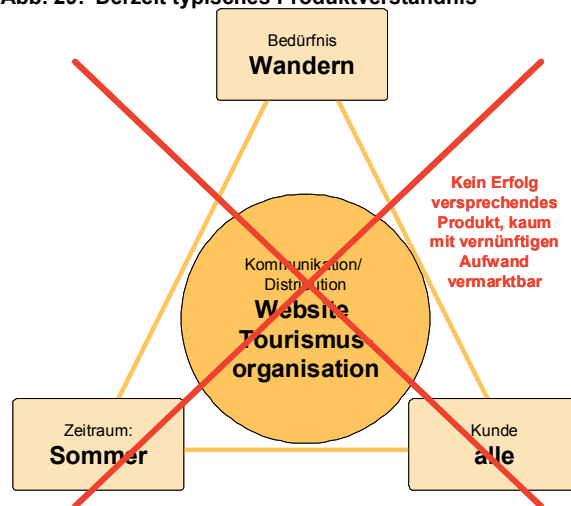 Abb. 29: Derzeit typisches Produktverständnis
Bedürfnis
Wandern
Kein Erfolg
versprechendes
Produkt, kaum
mit vernünftigen
Aufwand
vermarktbar
Kommunikation/
Distribution
Website
Tourismus-
organisation
Zeitraum:
Sommer
Kunde
alle